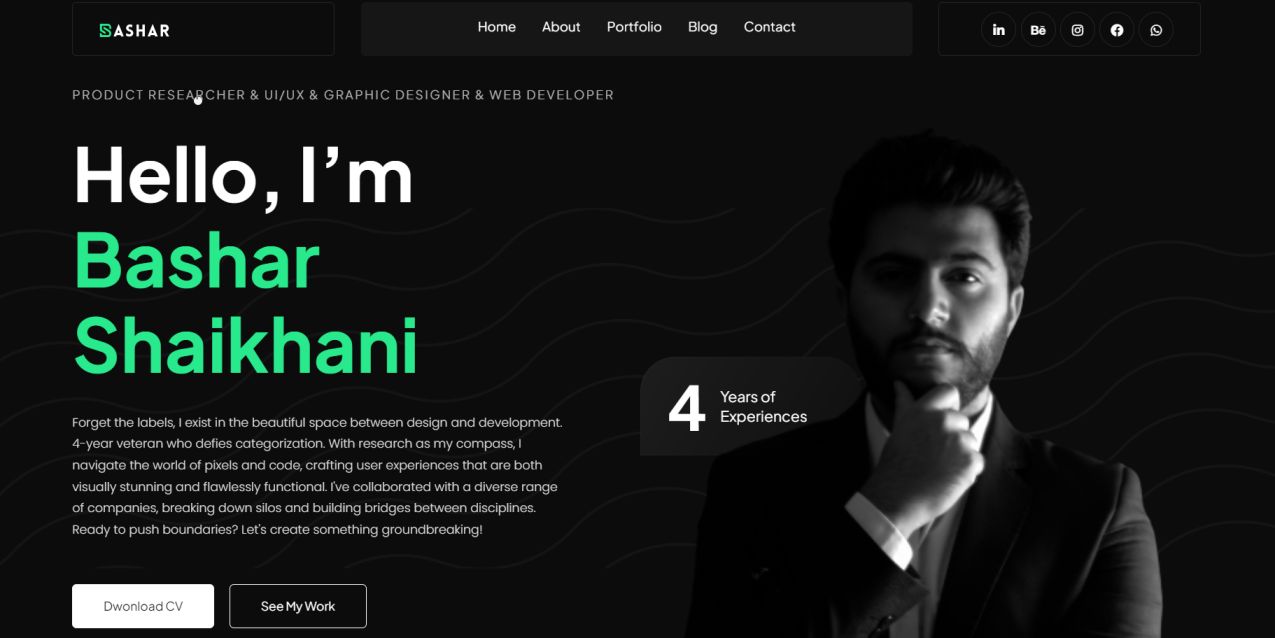 BASHAR
Home About Portfolio Blog Contact
in Bē
PRODUCT RESEARCHER & UI/UX & GRAPHIC DESIGNER & WEB DEVELOPER
Hello, I’m
Bashar
Shaikhani
4 Years of
Experiences
Forget the labels, I exist in the beautiful space between design and development.
4-year veteran who defies categorization. With research as my compass, I
navigate the world of pixels and code, crafting user experiences that are both
visually stunning and flawlessly functional. I've collaborated with a diverse range
of companies, breaking down silos and building bridges between disciplines.
Ready to push boundaries? Let's create something groundbreaking!
Dwonload CV See My Work